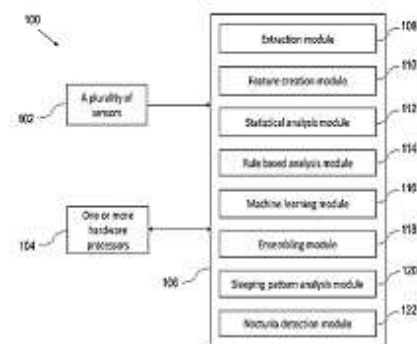 100
108
Extraction module
110
Feature creation module
A plurality of
sensors
102
112
Statistical analysis module
114
Rule based analysis module
116
Machine learning module
One or more
hardware
processors
104
118
Ensembling module
106
120
Sleeping pattern analysis module
122
Nocturia detection module